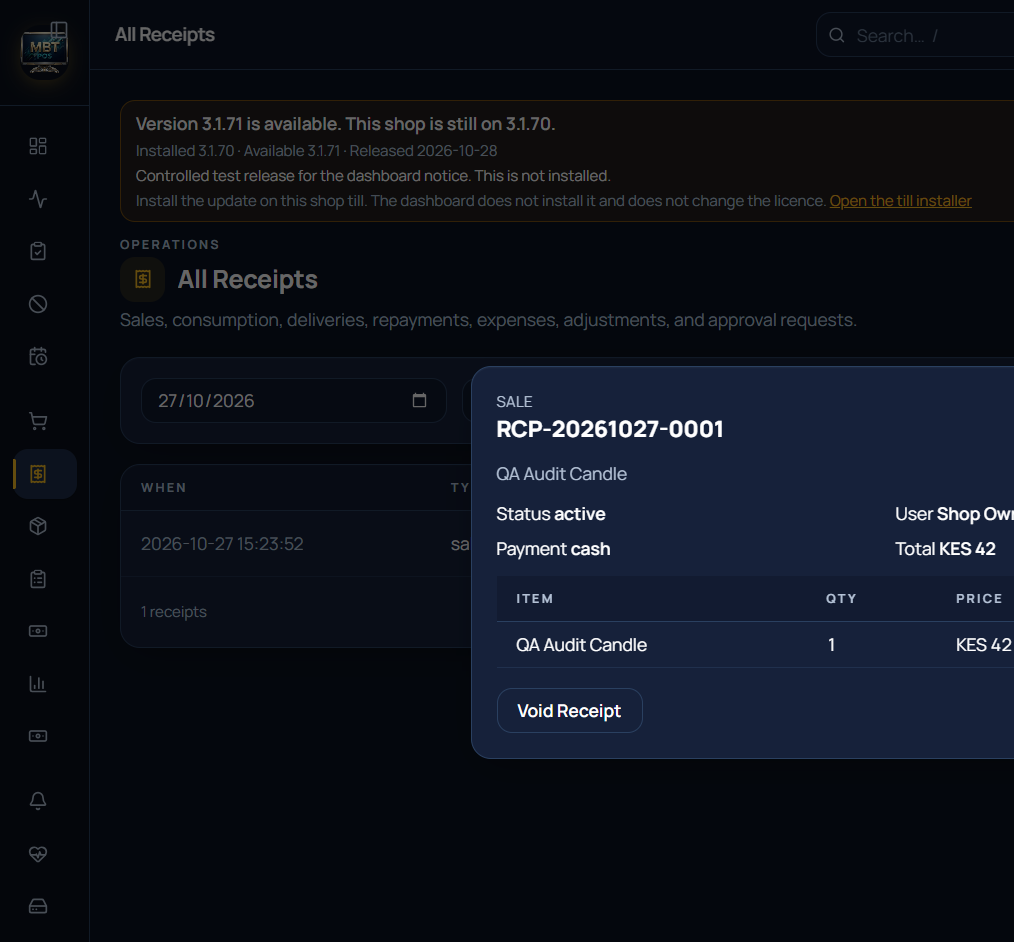 MBT
POS
All Receipts
Search... /
Version 3.1.71 is available. This shop is still on 3.1.70.
Installed 3.1.70 · Available 3.1.71 · Released 2026-10-28
Controlled test release for the dashboard notice. This is not installed.
Install the update on this shop till. The dashboard does not install it and does not change the licence. Open the till installer
OPERATIONS
All Receipts
Sales, consumption, deliveries, repayments, expenses, adjustments, and approval requests.
27/10/2026
WHEN TY
2026-10-27 15:23:52 sa
1 receipts
SALE
RCP-20261027-0001
QA Audit Candle
Status active User Shop Own
Payment cash Total KES 42
ITEM QTY PRICE
QA Audit Candle 1 KES 42
Void Receipt